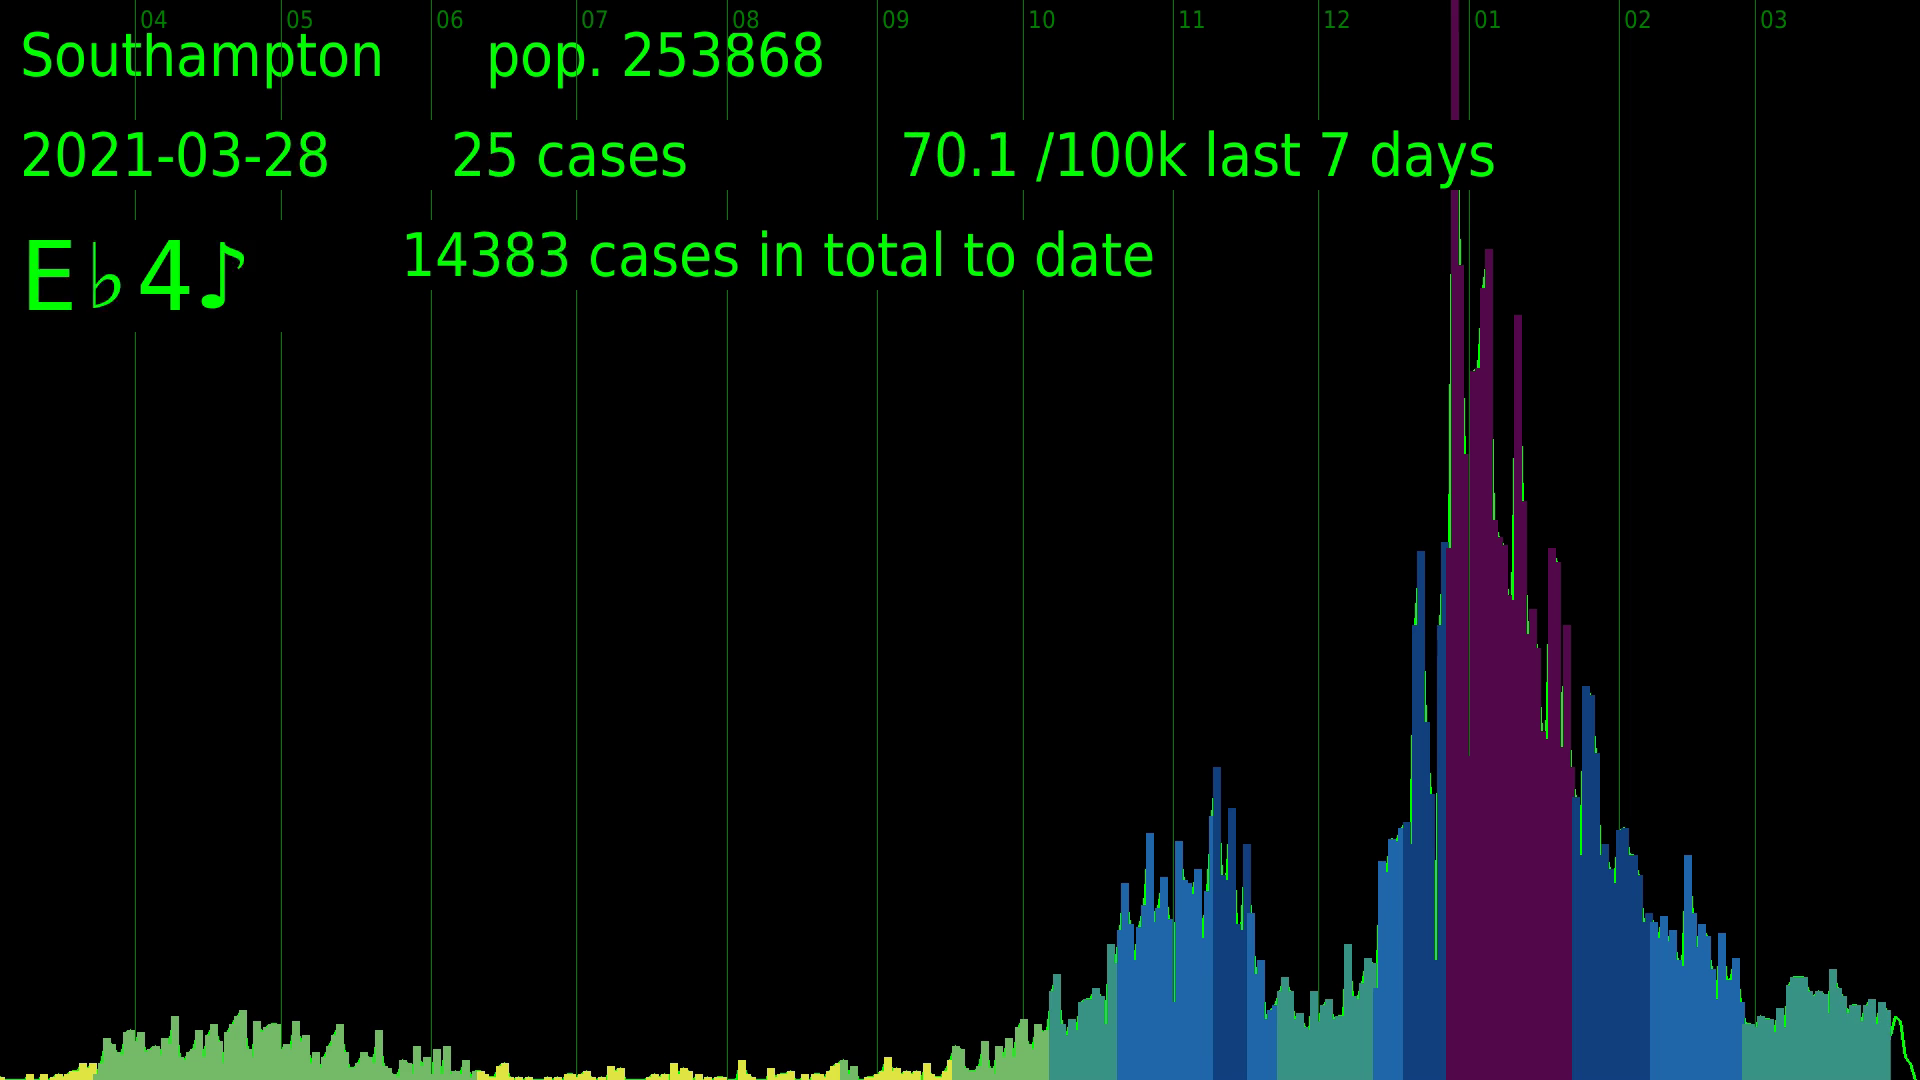 04 05 06 07 08 09 10 11 12 01 02 03
Southampton pop. 253868
2021-03-28 25 cases 70.1 /100k last 7 days
E♭4♪ 14383 cases in total to date